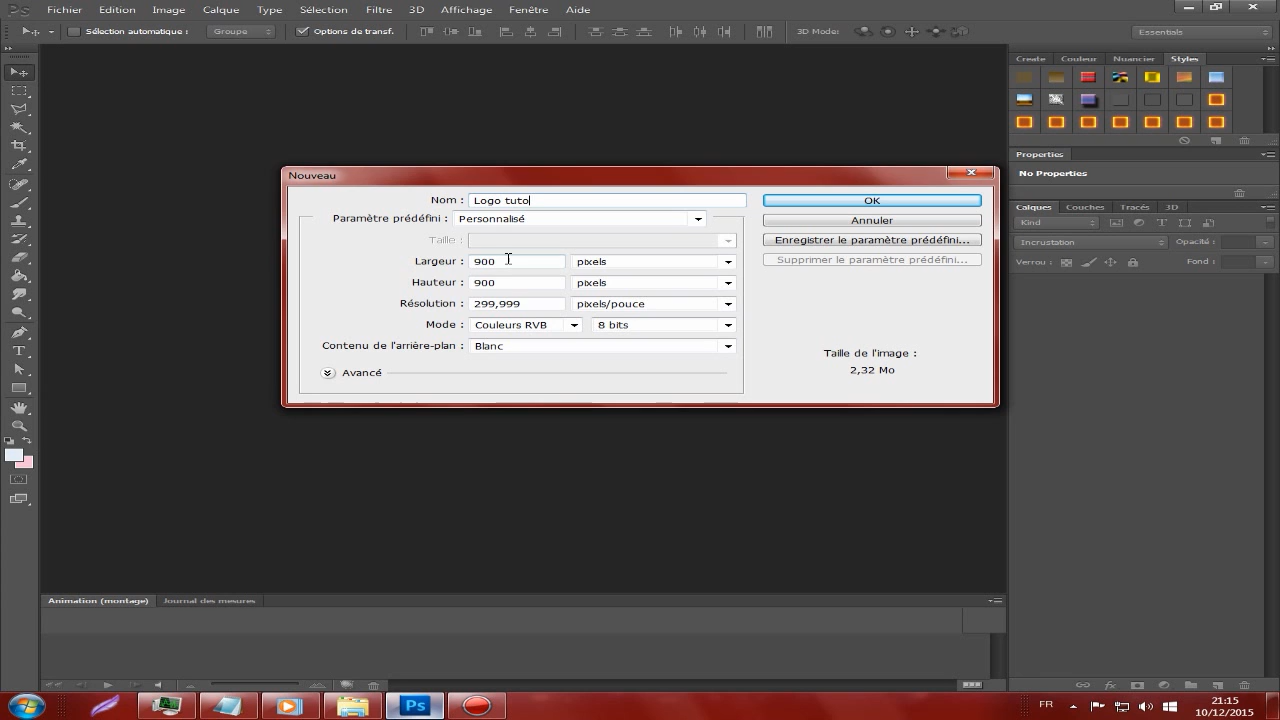 Ps Fichier Edition Image Calque Type Sélection Filtre 3D Affichage Fenêtre Aide
Sélection automatique : Groupe Options de transf. 3D Mode: Essentials
Create Couleur Nuancier Styles
Properties
No Properties
Calques Couches Tracés 3D
Kind
Incrustation Opacité :
Verrou : Fond :
Nouveau
Nom : Logo tuto
Paramètre prédéfini : Personnalisé
Taille :
Largeur : 900 pixels
Hauteur : 900 pixels
Résolution : 299,999 pixels/pouce
Mode : Couleurs RVB 8 bits
Contenu de l'arrière-plan : Blanc
Avancé
OK
Annuler
Enregistrer le paramètre prédéfini...
Supprimer le paramètre prédéfini...
Taille de l'image :
2,32 Mo
Animation (montage) Journal des mesures
fx
Ps
FR
21:15
10/12/2015